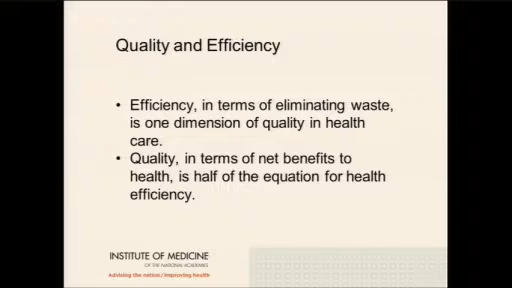 Quality and Efficiency
• Efficiency, in terms of eliminating waste,
is one dimension of quality in health
care.
• Quality, in terms of net benefits to
health, is half of the equation for health
efficiency.
INSTITUTE OF MEDICINE
OF THE NATIONAL ACADEMIES
Advising the nation / Improving health